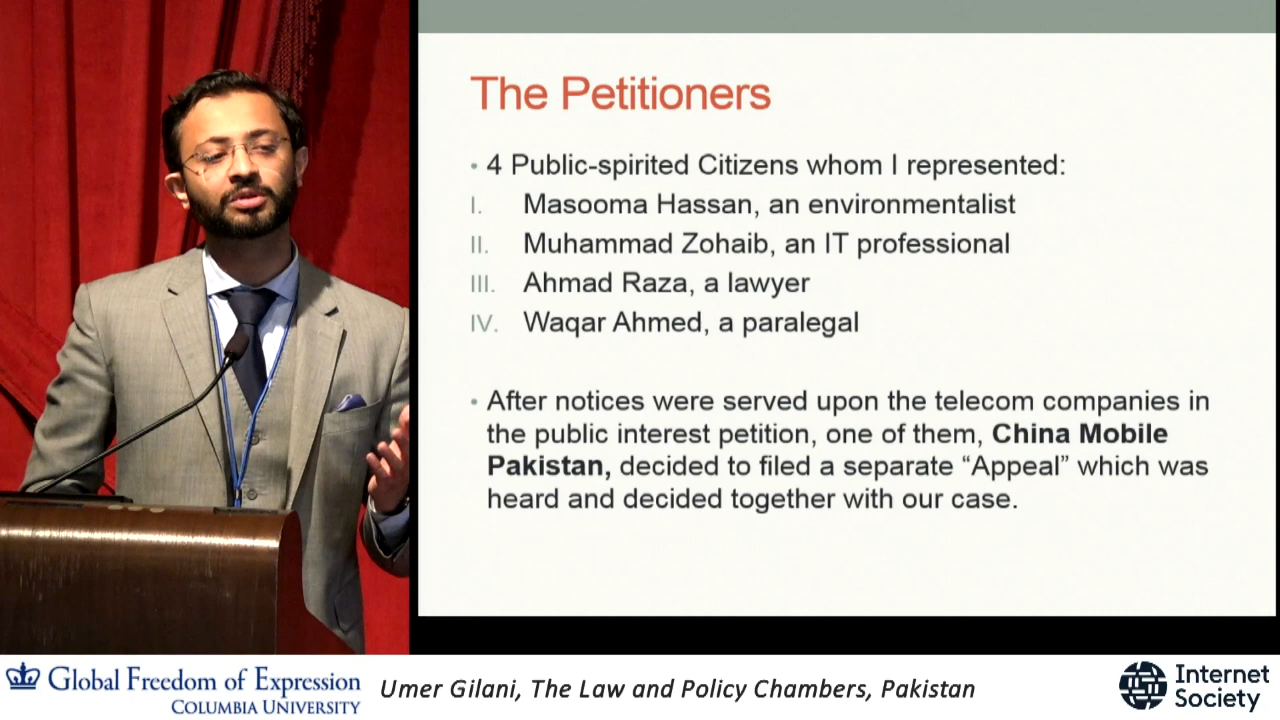 The Petitioners
• 4 Public-spirited Citizens whom I represented:
I. Masooma Hassan, an environmentalist
II. Muhammad Zohaib, an IT professional
III. Ahmad Raza, a lawyer
IV. Waqar Ahmed, a paralegal
• After notices were served upon the telecom companies in
the public interest petition, one of them, China Mobile
Pakistan, decided to filed a separate “Appeal” which was
heard and decided together with our case.
Global Freedom of Expression
COLUMBIA UNIVERSITY
Umer Gilani, The Law and Policy Chambers, Pakistan
Internet
Society